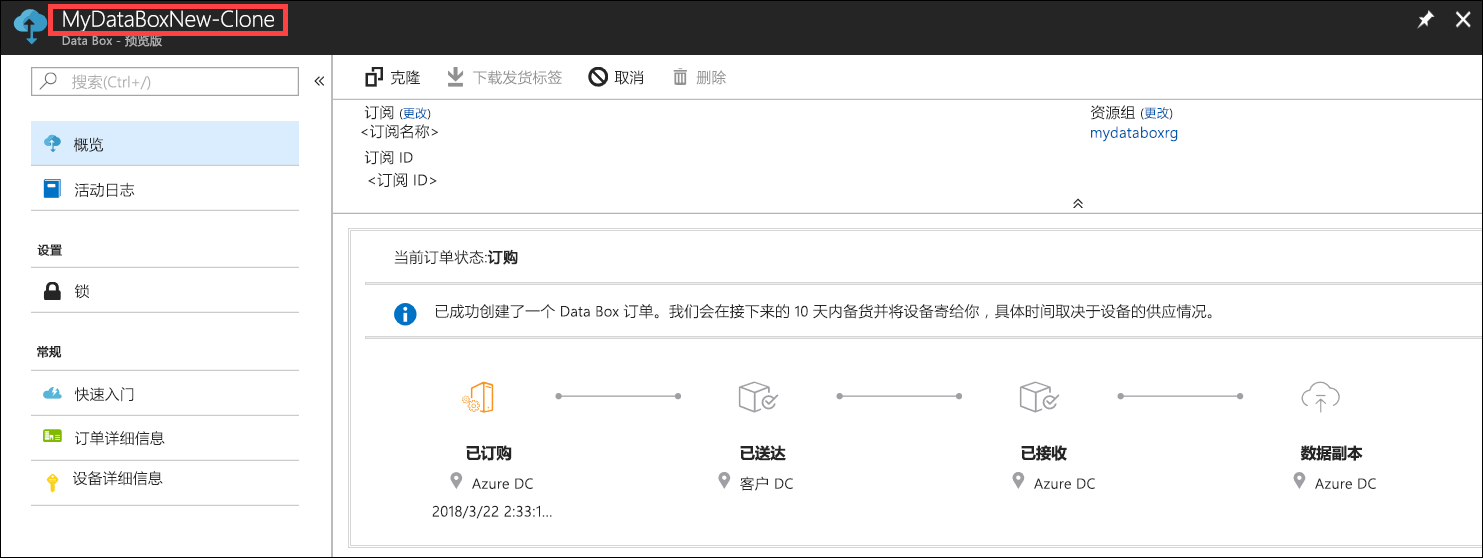 MyDataBoxNew-Clone
Data Box - 预览版
搜索(Ctrl+/)
概览
活动日志
设置
锁
常规
快速入门
订单详细信息
设备详细信息
克隆 下载发货标签 取消 删除
订阅 (更改)
<订阅名称>
订阅 ID
<订阅 ID>
资源组 (更改)
mydataboxrg
当前订单状态:订购
已成功创建了一个 Data Box 订单。我们会在接下来的 10 天内备货并将设备寄给你，具体时间取决于设备的供应情况。
已订购 已送达 已接收 数据副本
Azure DC 客户 DC Azure DC Azure DC
2018/3/22 2:33:1...